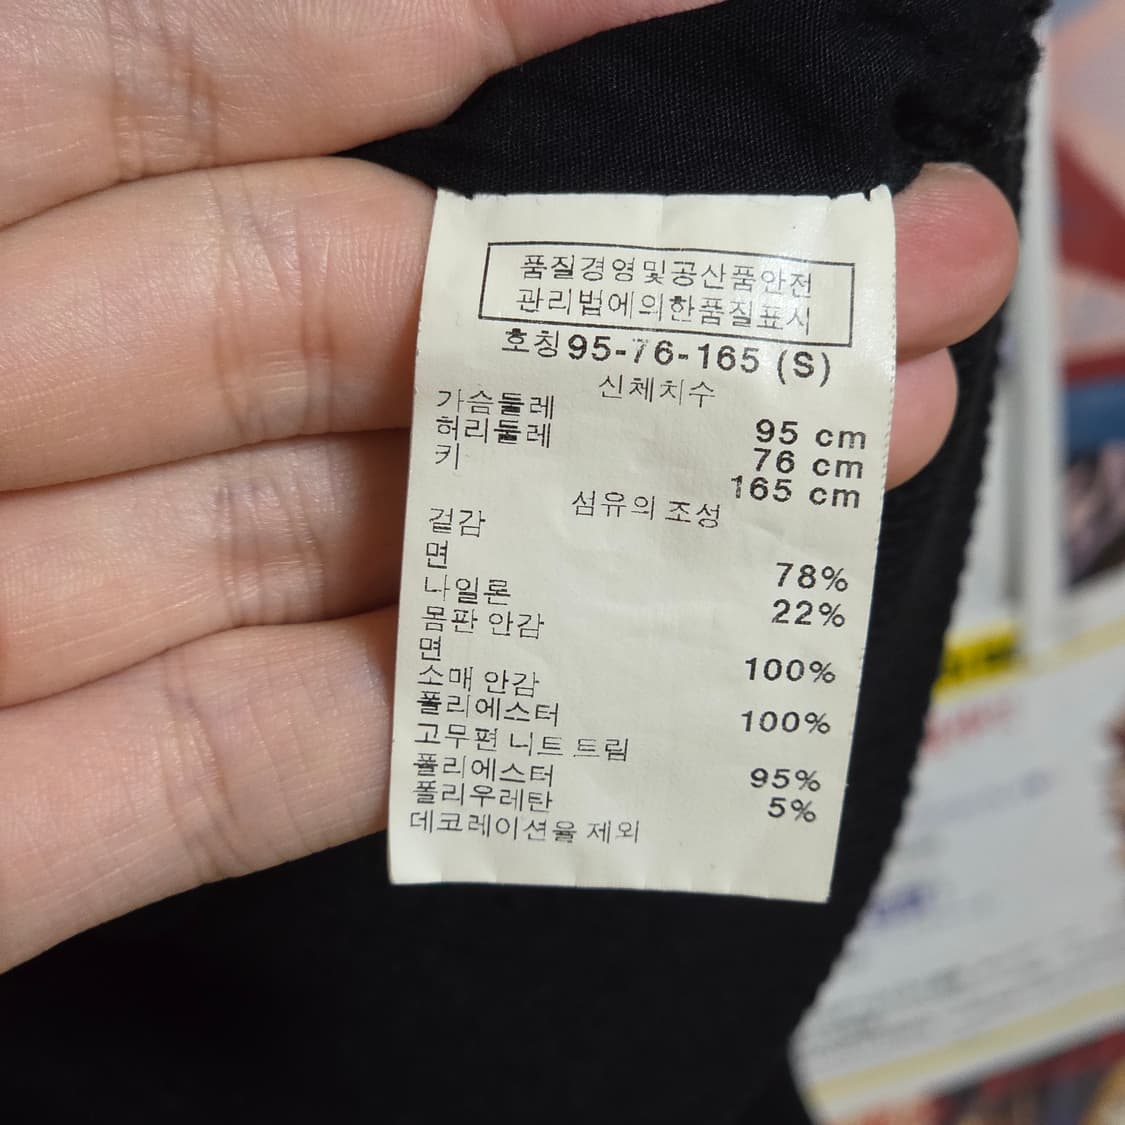 품질경영및공산품안전
관리법에의한품질표시
호칭95-76-165 (S)
신체치수
가슴둘레 95 cm
허리둘레 76 cm
키 165 cm
섬유의 조성
겉감
면 78%
나일론 22%
몸판 안감
면 100%
소매 안감
폴리에스터 100%
고무편 니트 트림
폴리에스터 95%
폴리우레탄 5%
데코레이션율 제외